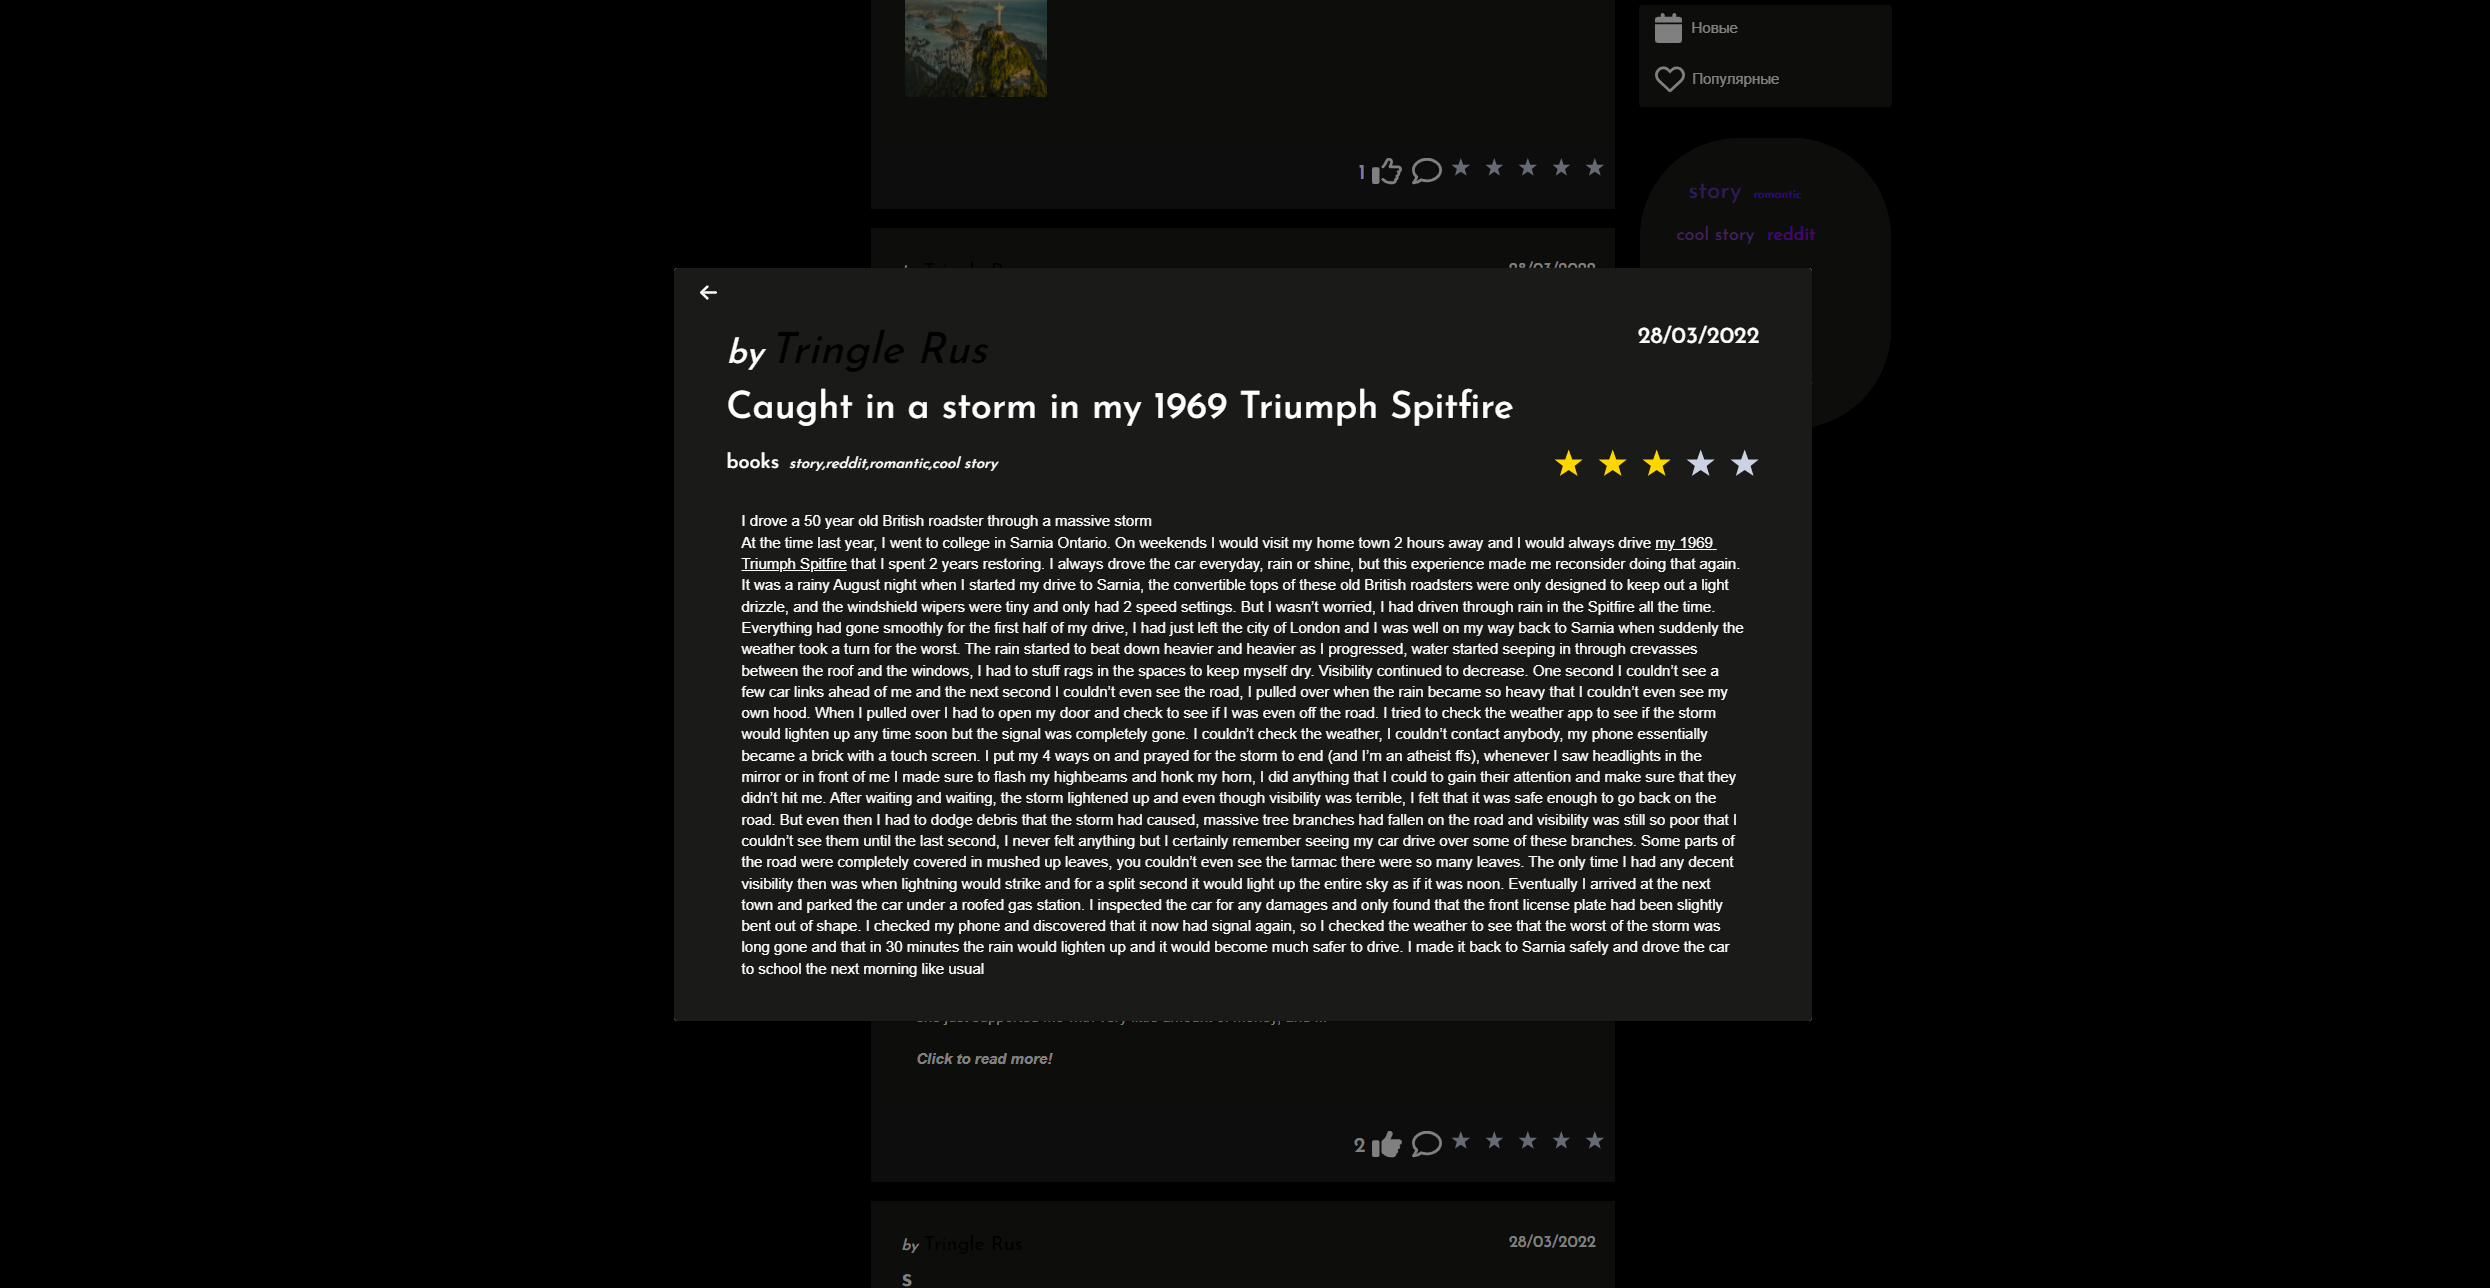 Новые
Популярные
1
story romantic
cool story reddit
28/03/2022
by Tringle Rus
28/03/2022
Caught in a storm in my 1969 Triumph Spitfire
books story,reddit,romantic,cool story
I drove a 50 year old British roadster through a massive storm
At the time last year, I went to college in Sarnia Ontario. On weekends I would visit my home town 2 hours away and I would always drive my 1969
Triumph Spitfire that I spent 2 years restoring. I always drove the car everyday, rain or shine, but this experience made me reconsider doing that again.
It was a rainy August night when I started my drive to Sarnia, the convertible tops of these old British roadsters were only designed to keep out a light
drizzle, and the windshield wipers were tiny and only had 2 speed settings. But I wasn’t worried, I had driven through rain in the Spitfire all the time.
Everything had gone smoothly for the first half of my drive, I had just left the city of London and I was well on my way back to Sarnia when suddenly the
weather took a turn for the worst. The rain started to beat down heavier and heavier as I progressed, water started seeping in through crevasses
between the roof and the windows, I had to stuff rags in the spaces to keep myself dry. Visibility continued to decrease. One second I couldn’t see a
few car links ahead of me and the next second I couldn’t even see the road, I pulled over when the rain became so heavy that I couldn’t even see my
own hood. When I pulled over I had to open my door and check to see if I was even off the road. I tried to check the weather app to see if the storm
would lighten up any time soon but the signal was completely gone. I couldn’t check the weather, I couldn’t contact anybody, my phone essentially
became a brick with a touch screen. I put my 4 ways on and prayed for the storm to end (and I’m an atheist ffs), whenever I saw headlights in the
mirror or in front of me I made sure to flash my highbeams and honk my horn, I did anything that I could to gain their attention and make sure that they
didn’t hit me. After waiting and waiting, the storm lightened up and even though visibility was terrible, I felt that it was safe enough to go back on the
road. But even then I had to dodge debris that the storm had caused, massive tree branches had fallen on the road and visibility was still so poor that I
couldn’t see them until the last second, I never felt anything but I certainly remember seeing my car drive over some of these branches. Some parts of
the road were completely covered in mushed up leaves, you couldn’t even see the tarmac there were so many leaves. The only time I had any decent
visibility then was when lightning would strike and for a split second it would light up the entire sky as if it was noon. Eventually I arrived at the next
town and parked the car under a roofed gas station. I inspected the car for any damages and only found that the front license plate had been slightly
bent out of shape. I checked my phone and discovered that it now had signal again, so I checked the weather to see that the worst of the storm was
long gone and that in 30 minutes the rain would lighten up and it would become much safer to drive. I made it back to Sarnia safely and drove the car
to school the next morning like usual
Click to read more!
2
by Tringle Rus
28/03/2022
S